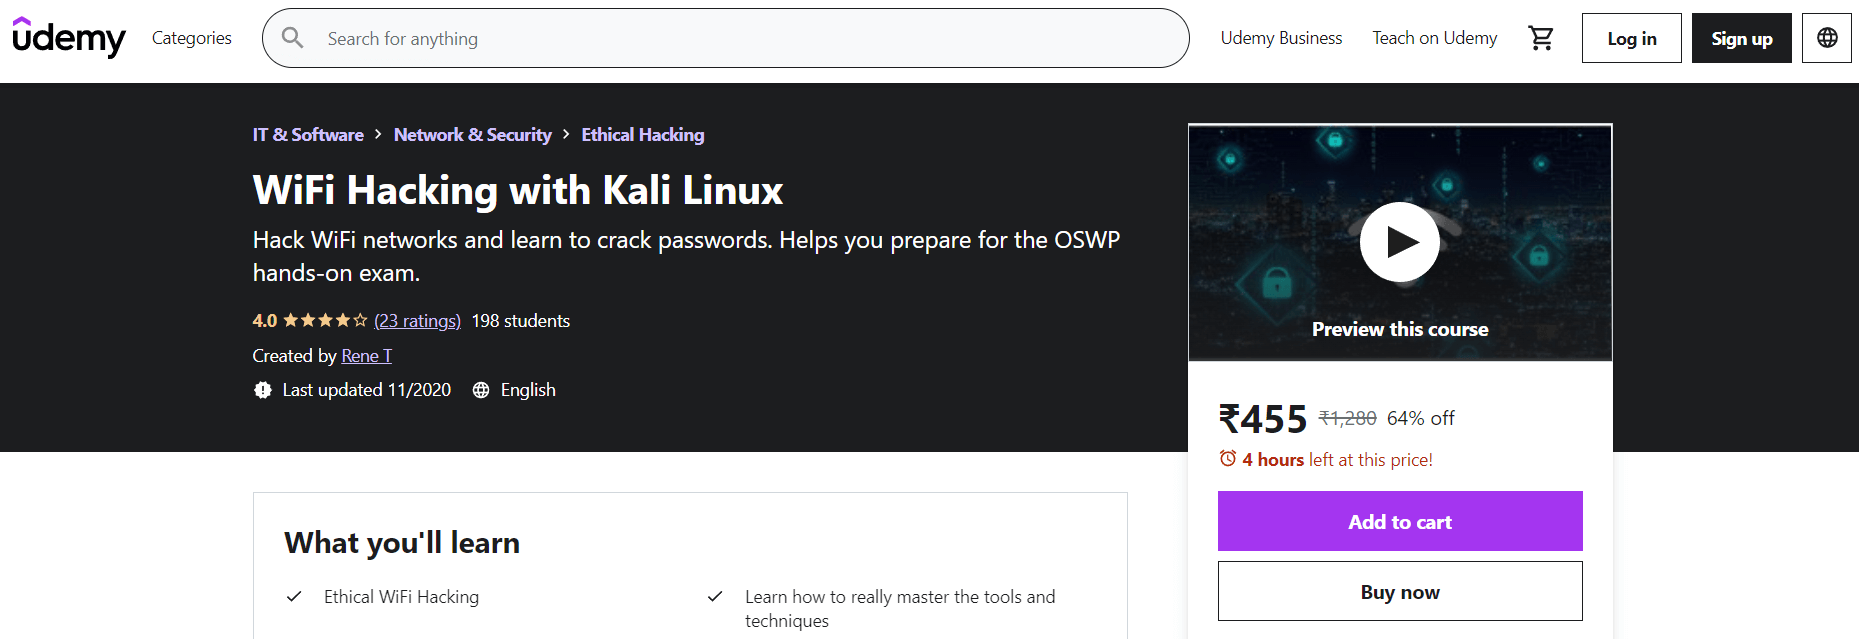 udemy
Categories
Search for anything
Udemy Business
Teach on Udemy
Log in
Sign up
IT & Software > Network & Security > Ethical Hacking
WiFi Hacking with Kali Linux
Hack WiFi networks and learn to crack passwords. Helps you prepare for the OSWP
hands-on exam.
4.0 (23 ratings) 198 students
Created by Rene T
Last updated 11/2020 English
Preview this course
₹455 ₹1,280 64% off
4 hours left at this price!
Add to cart
Buy now
What you'll learn
Ethical WiFi Hacking
Learn how to really master the tools and
techniques